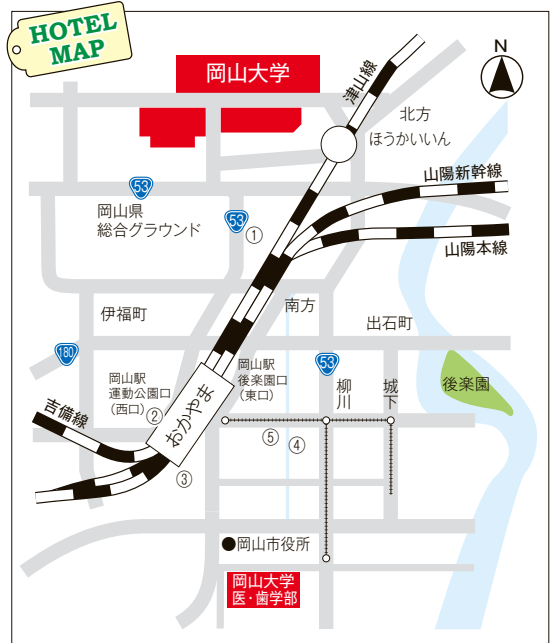 HOTEL
MAP
岡山大学
津山線
N
北方
ほうかいいん
山陽新幹線
53
岡山県
総合グラウンド
53
①
山陽本線
伊福町
南方
出石町
180
岡山駅
運動公園口
(西口)
②
岡山駅
後楽園口
(東口)
53
柳川
城下
後楽園
吉備線
おかやま
⑤
④
③
岡山市役所
岡山大学
医・歯学部